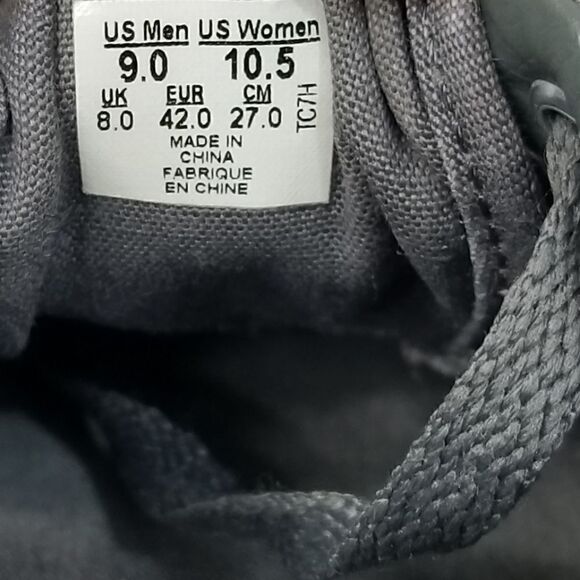 US Men US Women
9.0 10.5
UK EUR CM
8.0 42.0 27.0
TC7H
MADE IN
CHINA
FABRIQUE
EN CHINE